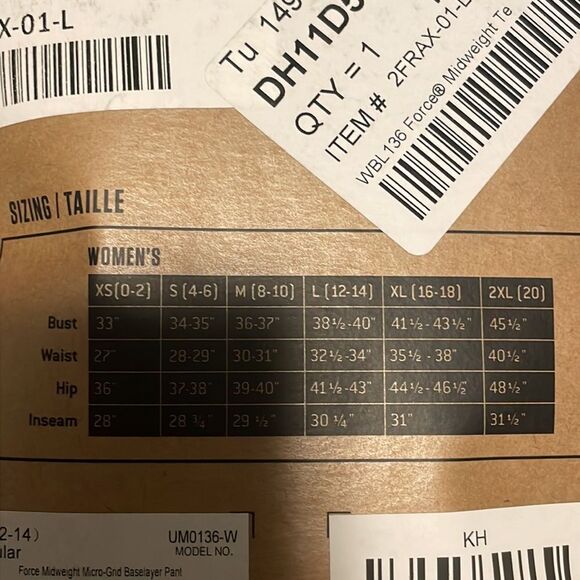 X-01-L
Tu 149
DH11D5
QTY = 1
ITEM # 2FRAX-01-L
WBL136 Force® Midweight Te
SIZING | TAILLE
WOMEN'S
XS(0-2) S (4-6) M (8-10) L (12-14) XL (16-18) 2XL (20)
Bust 33" 34-35" 36-37" 38½-40" 41½-43½" 45½"
Waist 27" 28-29" 30-31" 32½-34" 35½-38" 40½"
Hip 36" 37-38" 39-40" 41½-43" 44½-46½" 48½"
Inseam 28" 28¾" 29½" 30¼" 31" 31½"
2-14)
ular
UM0136-W
MODEL NO.
Force Midweight Micro-Grid Baselayer Pant
KH